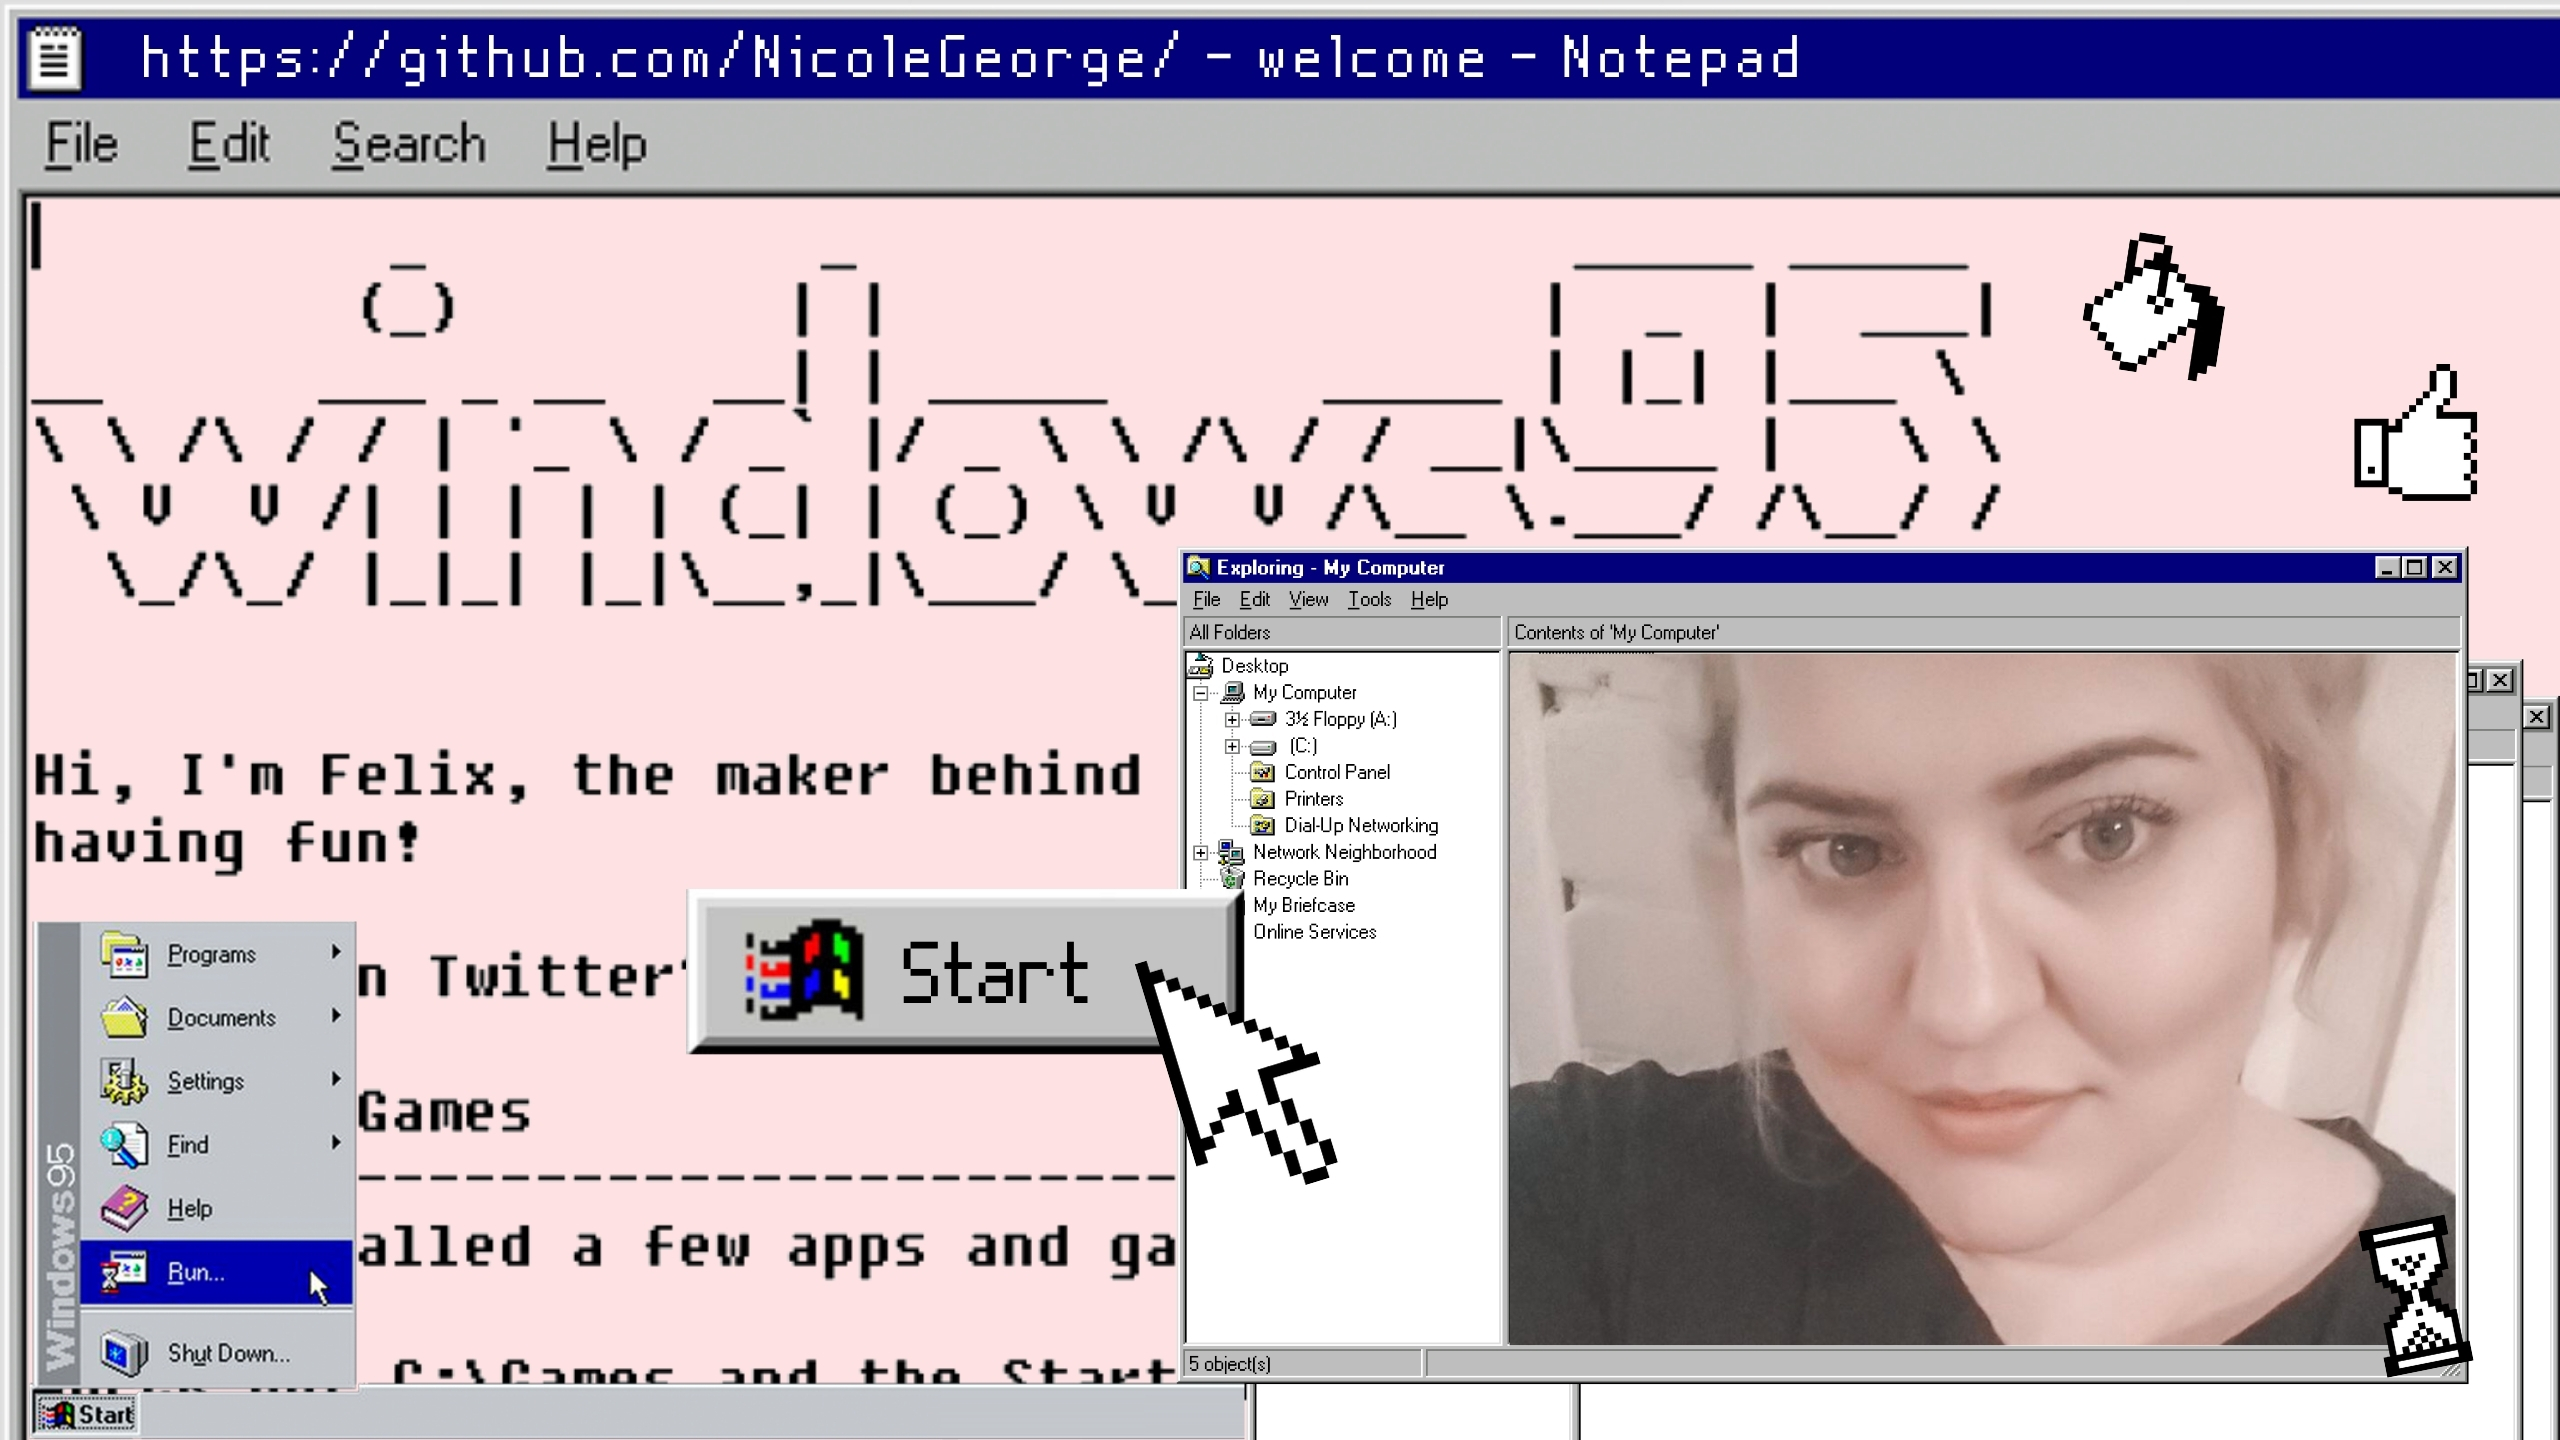 https://github.com/NicoleGeorge/ - welcome - Notepad
File Edit Search Help
windows95
Hi, I'm Felix, the maker behind
having fun!
n Twitter
Games
--------------------------
alled a few apps and ga
C:\Games and the Start
Programs
Documents
Settings
Find
Help
Run...
Shut Down...
Windows95
Start
Start
Exploring - My Computer
File Edit View Tools Help
All Folders
Contents of 'My Computer'
Desktop
My Computer
3½ Floppy (A:)
(C:)
Control Panel
Printers
Dial-Up Networking
Network Neighborhood
Recycle Bin
My Briefcase
Online Services
5 object(s)